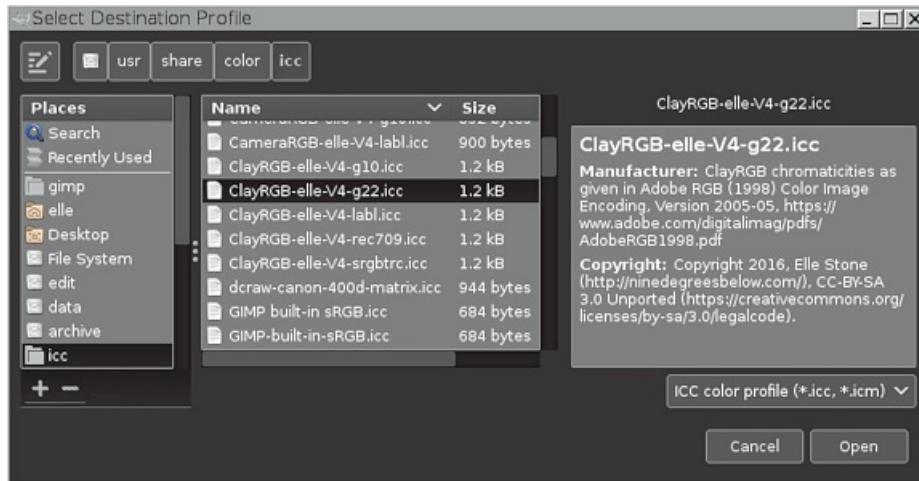 Select Destination Profile
usr share color icc
Places
Search
Recently Used
gimp
elle
Desktop
File System
edit
data
archive
icc
Name Size
CameraRGB-elle-V4-labl.icc 900 bytes
ClayRGB-elle-V4-g10.icc 1.2 kB
ClayRGB-elle-V4-g22.icc 1.2 kB
ClayRGB-elle-V4-labl.icc 1.2 kB
ClayRGB-elle-V4-rec709.icc 1.2 kB
ClayRGB-elle-V4-srgbtrc.icc 1.2 kB
dcraw-canon-400d-matrix.icc 944 bytes
GIMP built-in sRGB.icc 684 bytes
GIMP-built-in-sRGB.icc 684 bytes
ClayRGB-elle-V4-g22.icc
ClayRGB-elle-V4-g22.icc
Manufacturer: ClayRGB chromaticities as
given in Adobe RGB (1998) Color Image
Encoding, Version 2005-05, https://
www.adobe.com/digitalimag/pdfs/
AdobeRGB1998.pdf
Copyright: Copyright 2016, Elle Stone
(http://ninedegreesbelow.com/), CC-BY-SA
3.0 Unported (https://creativecommons.org/
licenses/by-sa/3.0/legalcode).
ICC color profile (*.icc, *.icm)
Cancel Open